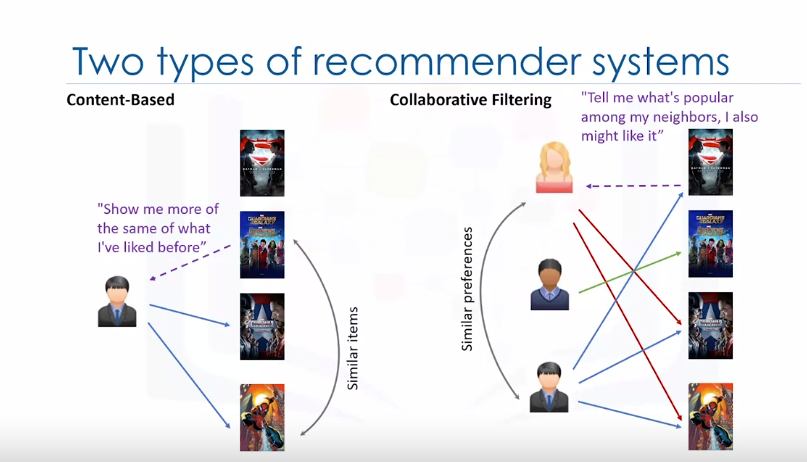 Two types of recommender systems
Content-Based
"Show me more of
the same of what
I've liked before”
Similar items
Collaborative Filtering
"Tell me what's popular
among my neighbors, I also
might like it”
Similar preferences